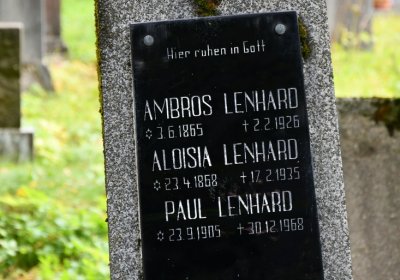 Hier ruhen in Gott
AMBROS LENHARD
✩ 3.6.1865 + 2.2.1926
ALOISIA LENHARD
✩ 23.4.1868 + 17.2.1935
PAUL LENHARD
✩ 23.9.1905 + 30.12.1968